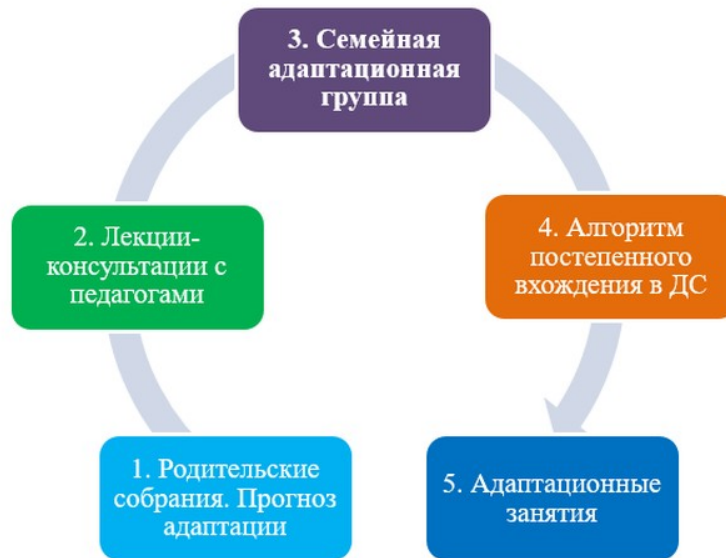 1. Родительские
собрания. Прогноз
адаптации
2. Лекции-
консультации с
педагогами
3. Семейная
адаптационная
группа
4. Алгоритм
постепенного
вхождения в ДС
5. Адаптационные
занятия